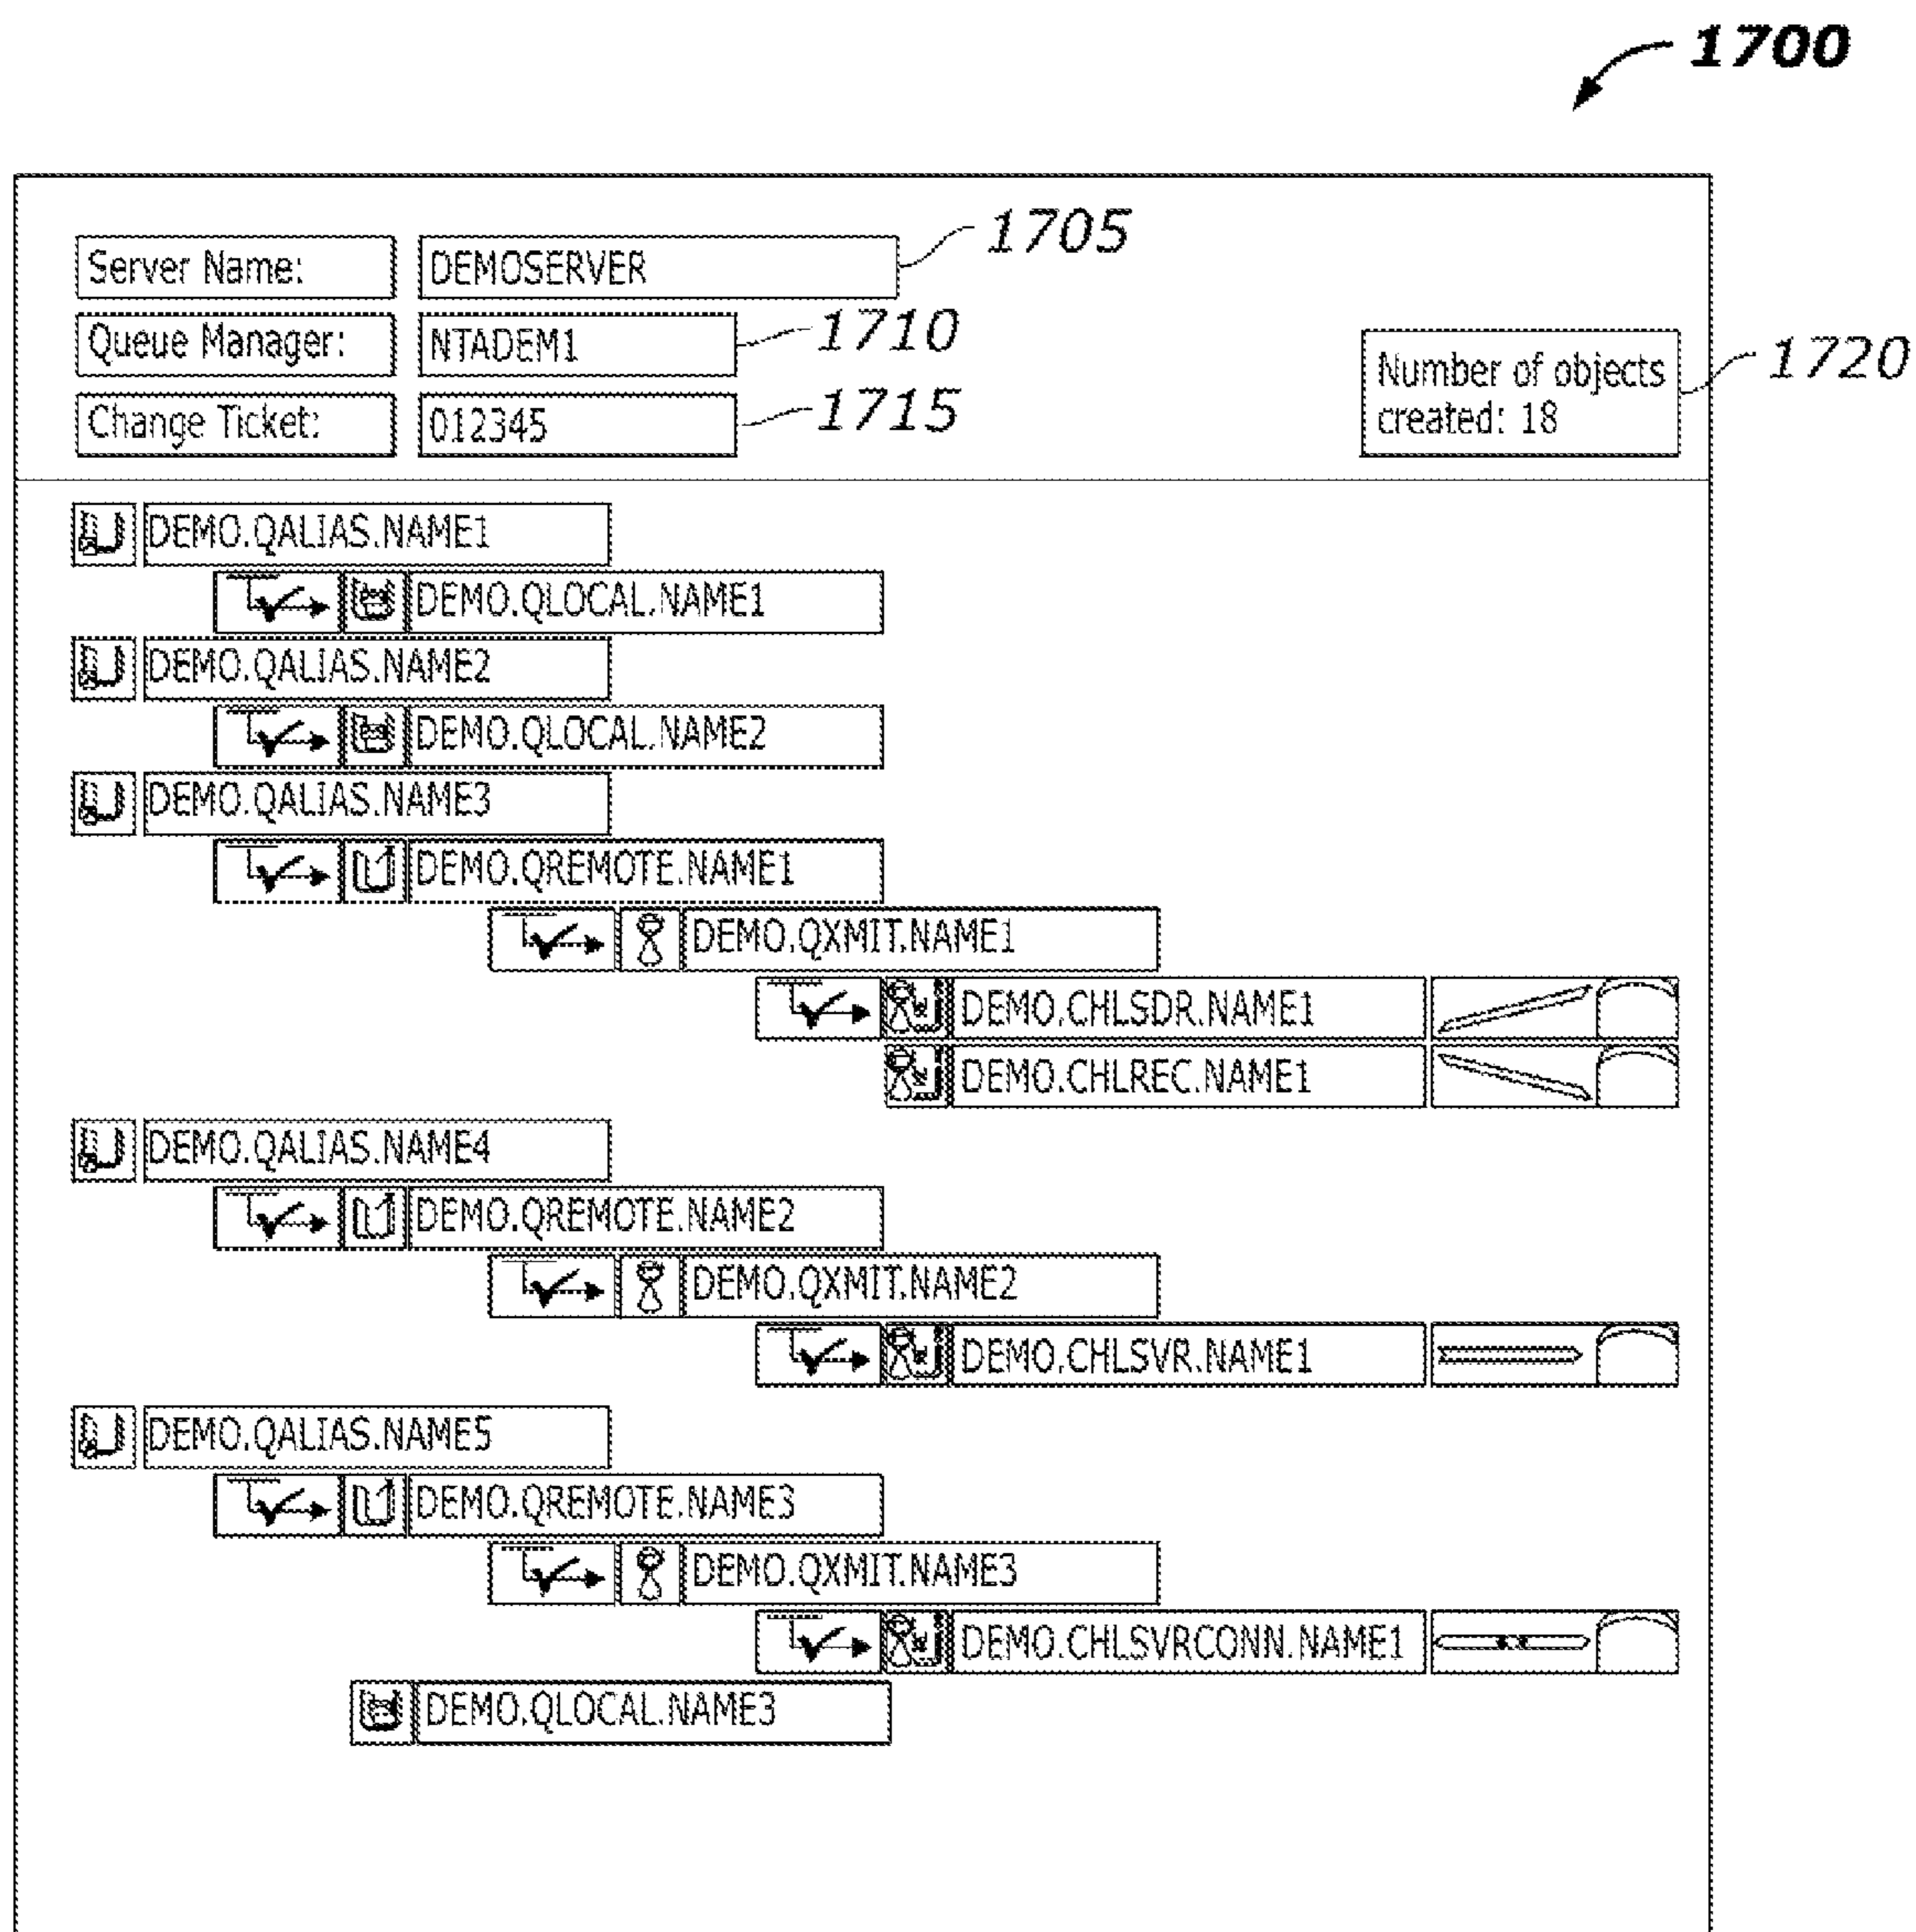 1700
Server Name: DEMOSERVER 1705
Queue Manager: NTADEM1 1710
Change Ticket: 012345 1715
Number of objects 1720
created: 18
DEMO.QALIAS.NAME1
DEMO.QLOCAL.NAME1
DEMO.QALIAS.NAME2
DEMO.QLOCAL.NAME2
DEMO.QALIAS.NAME3
DEMO.QREMOTE.NAME1
DEMO.QXMIT.NAME1
DEMO.CHLSDR.NAME1
DEMO.CHLREC.NAME1
DEMO.QALIAS.NAME4
DEMO.QREMOTE.NAME2
DEMO.QXMIT.NAME2
DEMO.CHLSVR.NAME1
DEMO.QALIAS.NAME5
DEMO.QREMOTE.NAME3
DEMO.QXMIT.NAME3
DEMO.CHLSVRCONN.NAME1
DEMO.QLOCAL.NAME3